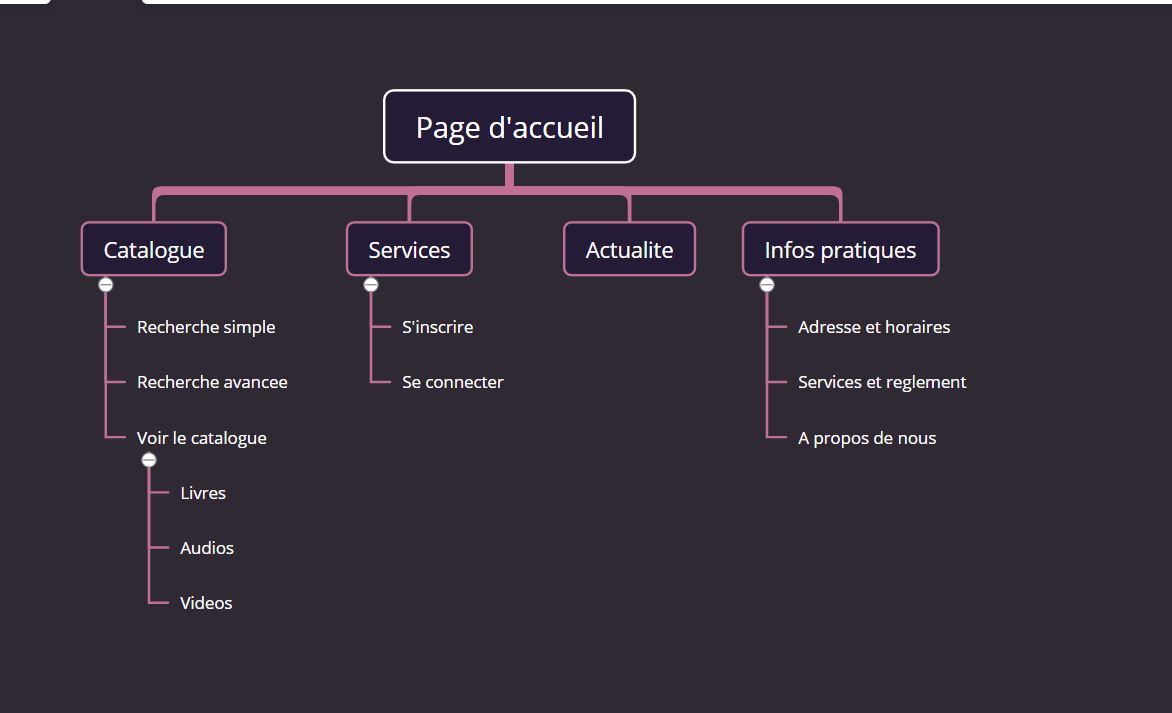 Page d'accueil
Catalogue
Services
Actualite
Infos pratiques
Recherche simple
Recherche avancee
Voir le catalogue
Livres
Audios
Videos
S'inscrire
Se connecter
Adresse et horaires
Services et reglement
A propos de nous